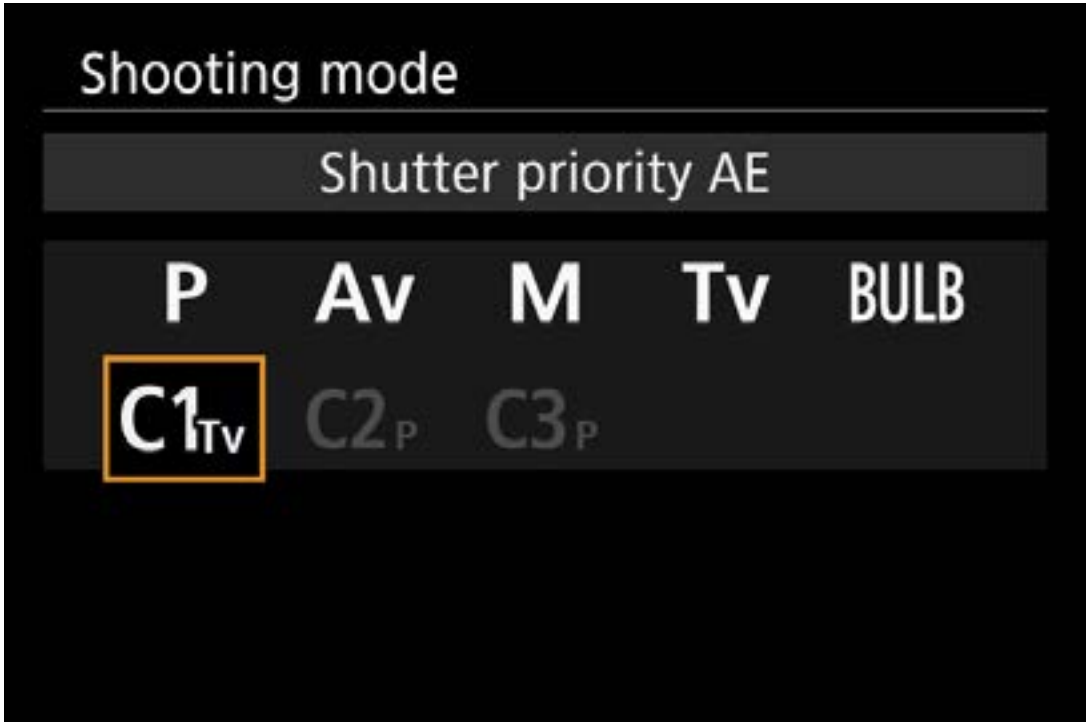 Shooting mode
Shutter priority AE
P Av M Tv BULB
C1Tv C2P C3P